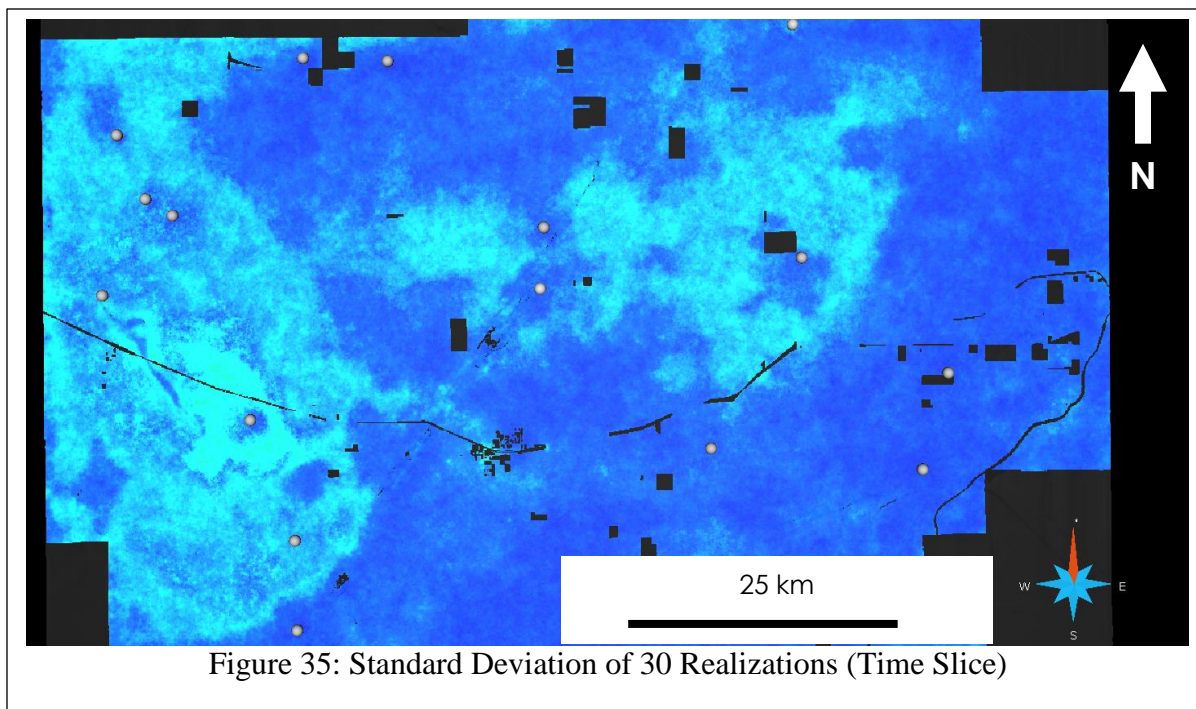 N
W
E
S
25 km
Figure 35: Standard Deviation of 30 Realizations (Time Slice)